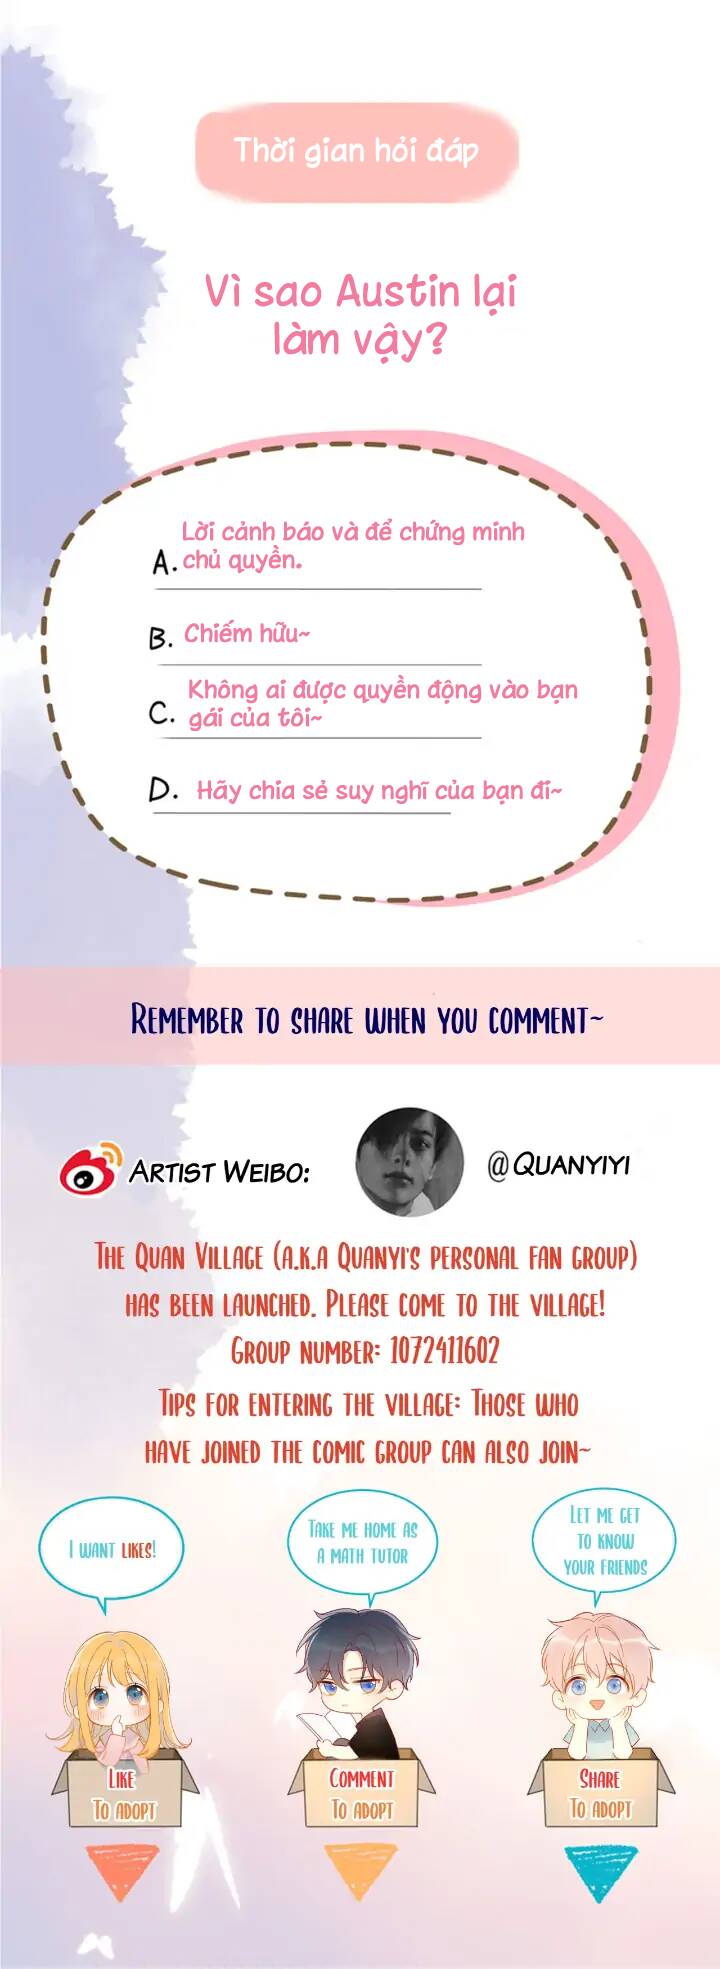 Thời gian hỏi đáp
Vì sao Austin lại
làm vậy?
Lời cảnh báo và để chứng minh
A. chủ quyền.
B. Chiếm hữu~
Không ai được quyền động vào bạn
C. gái của tôi~
D. Hãy chia sẻ suy nghĩ của bạn đi~
REMEMBER TO SHARE WHEN YOU COMMENT~
ARTIST WEIBO: @QUANYIYI
THE QUAN VILLAGE (A.K.A QUANYI'S PERSONAL FAN GROUP)
HAS BEEN LAUNCHED. PLEASE COME TO THE VILLAGE!
GROUP NUMBER: 1072411602
TIPS FOR ENTERING THE VILLAGE: THOSE WHO
HAVE JOINED THE COMIC GROUP CAN ALSO JOIN~
I WANT LIKES!
TAKE ME HOME AS
A MATH TUTOR
LET ME GET
TO KNOW
YOUR FRIENDS
LIKE
TO ADOPT
COMMENT
TO ADOPT
SHARE
TO ADOPT